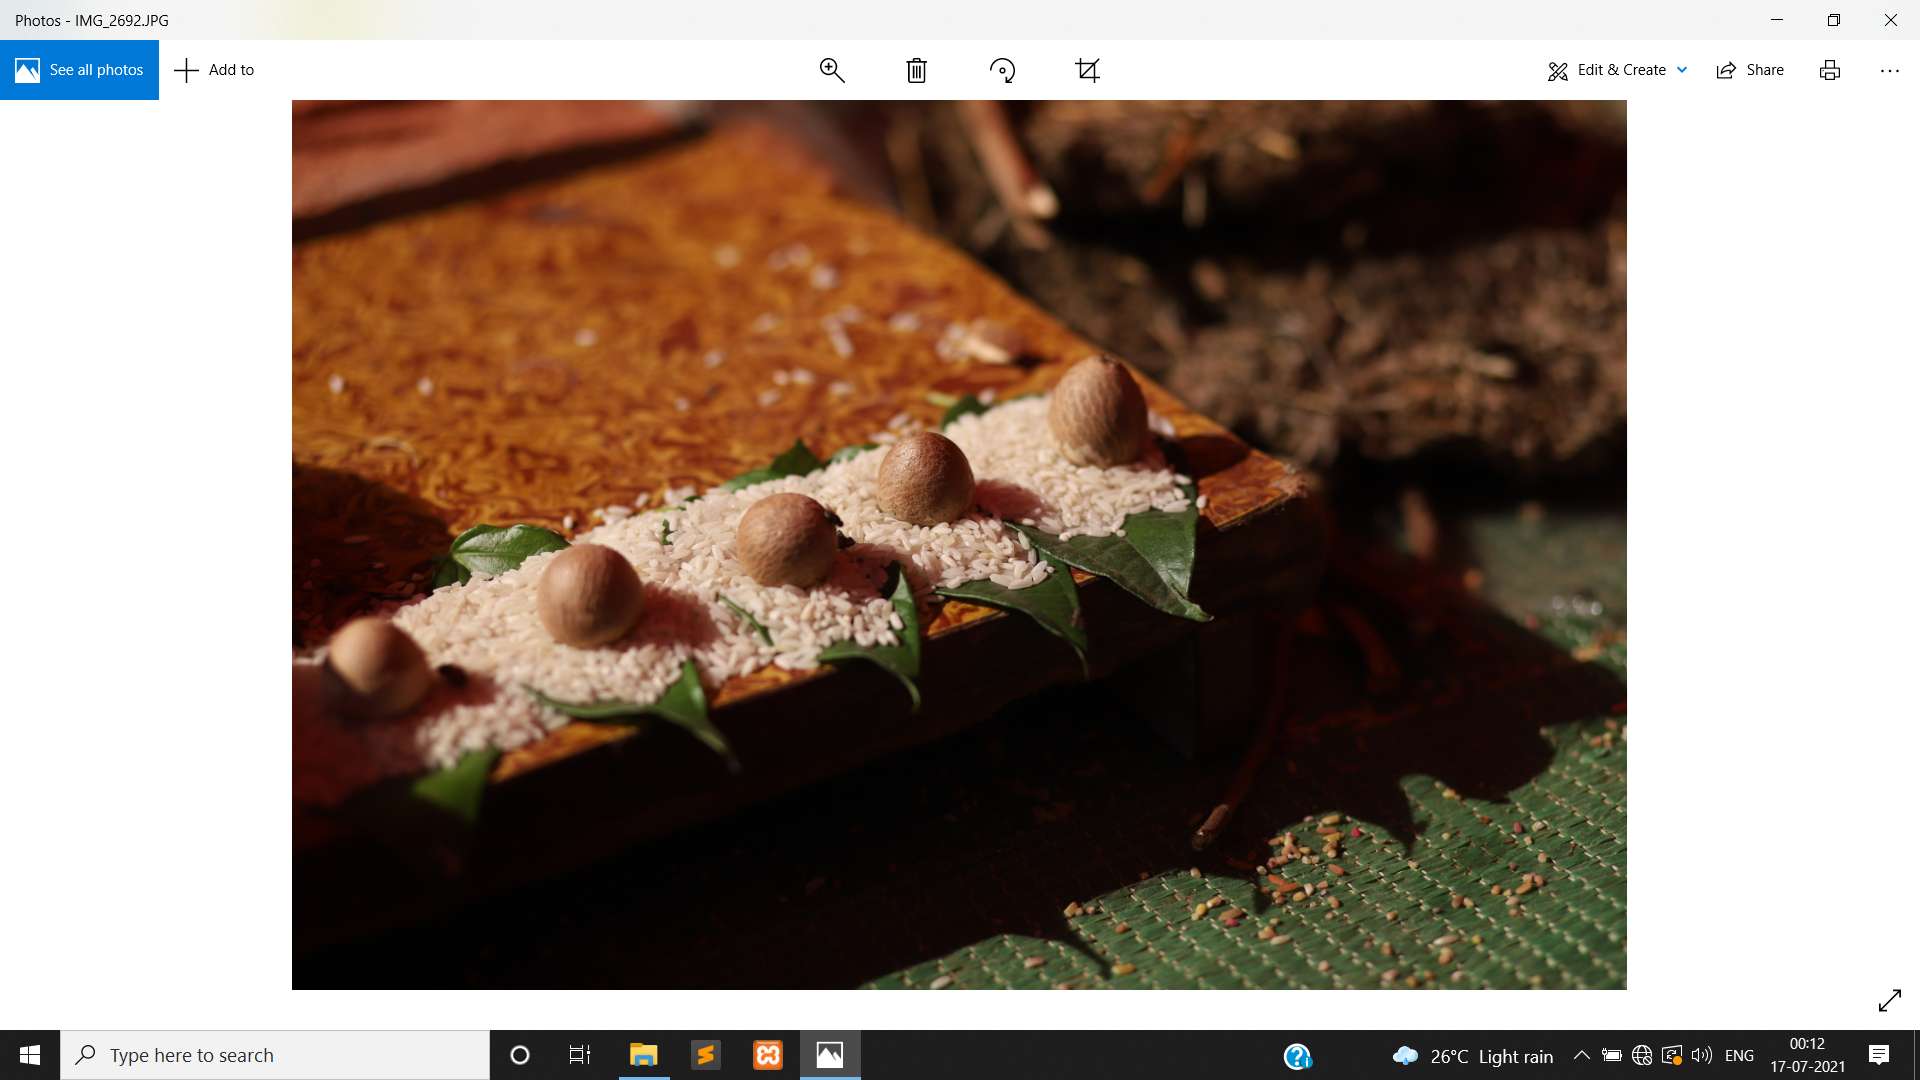 Photos - IMG_2692.JPG
See all photos
Add to
Edit & Create
Share
Type here to search
26°C Light rain
ENG
00:12
17-07-2021